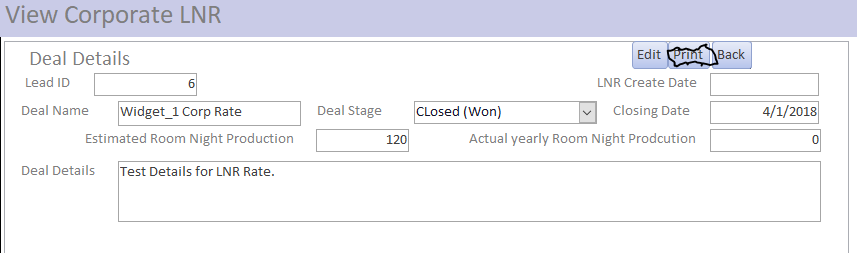 View Corporate LNR
Deal Details
Edit Print Back
Lead ID 6 LNR Create Date
Deal Name Widget_1 Corp Rate Deal Stage CLosed (Won) Closing Date 4/1/2018
Estimated Room Night Production 120 Actual yearly Room Night Prodcution 0
Deal Details Test Details for LNR Rate.